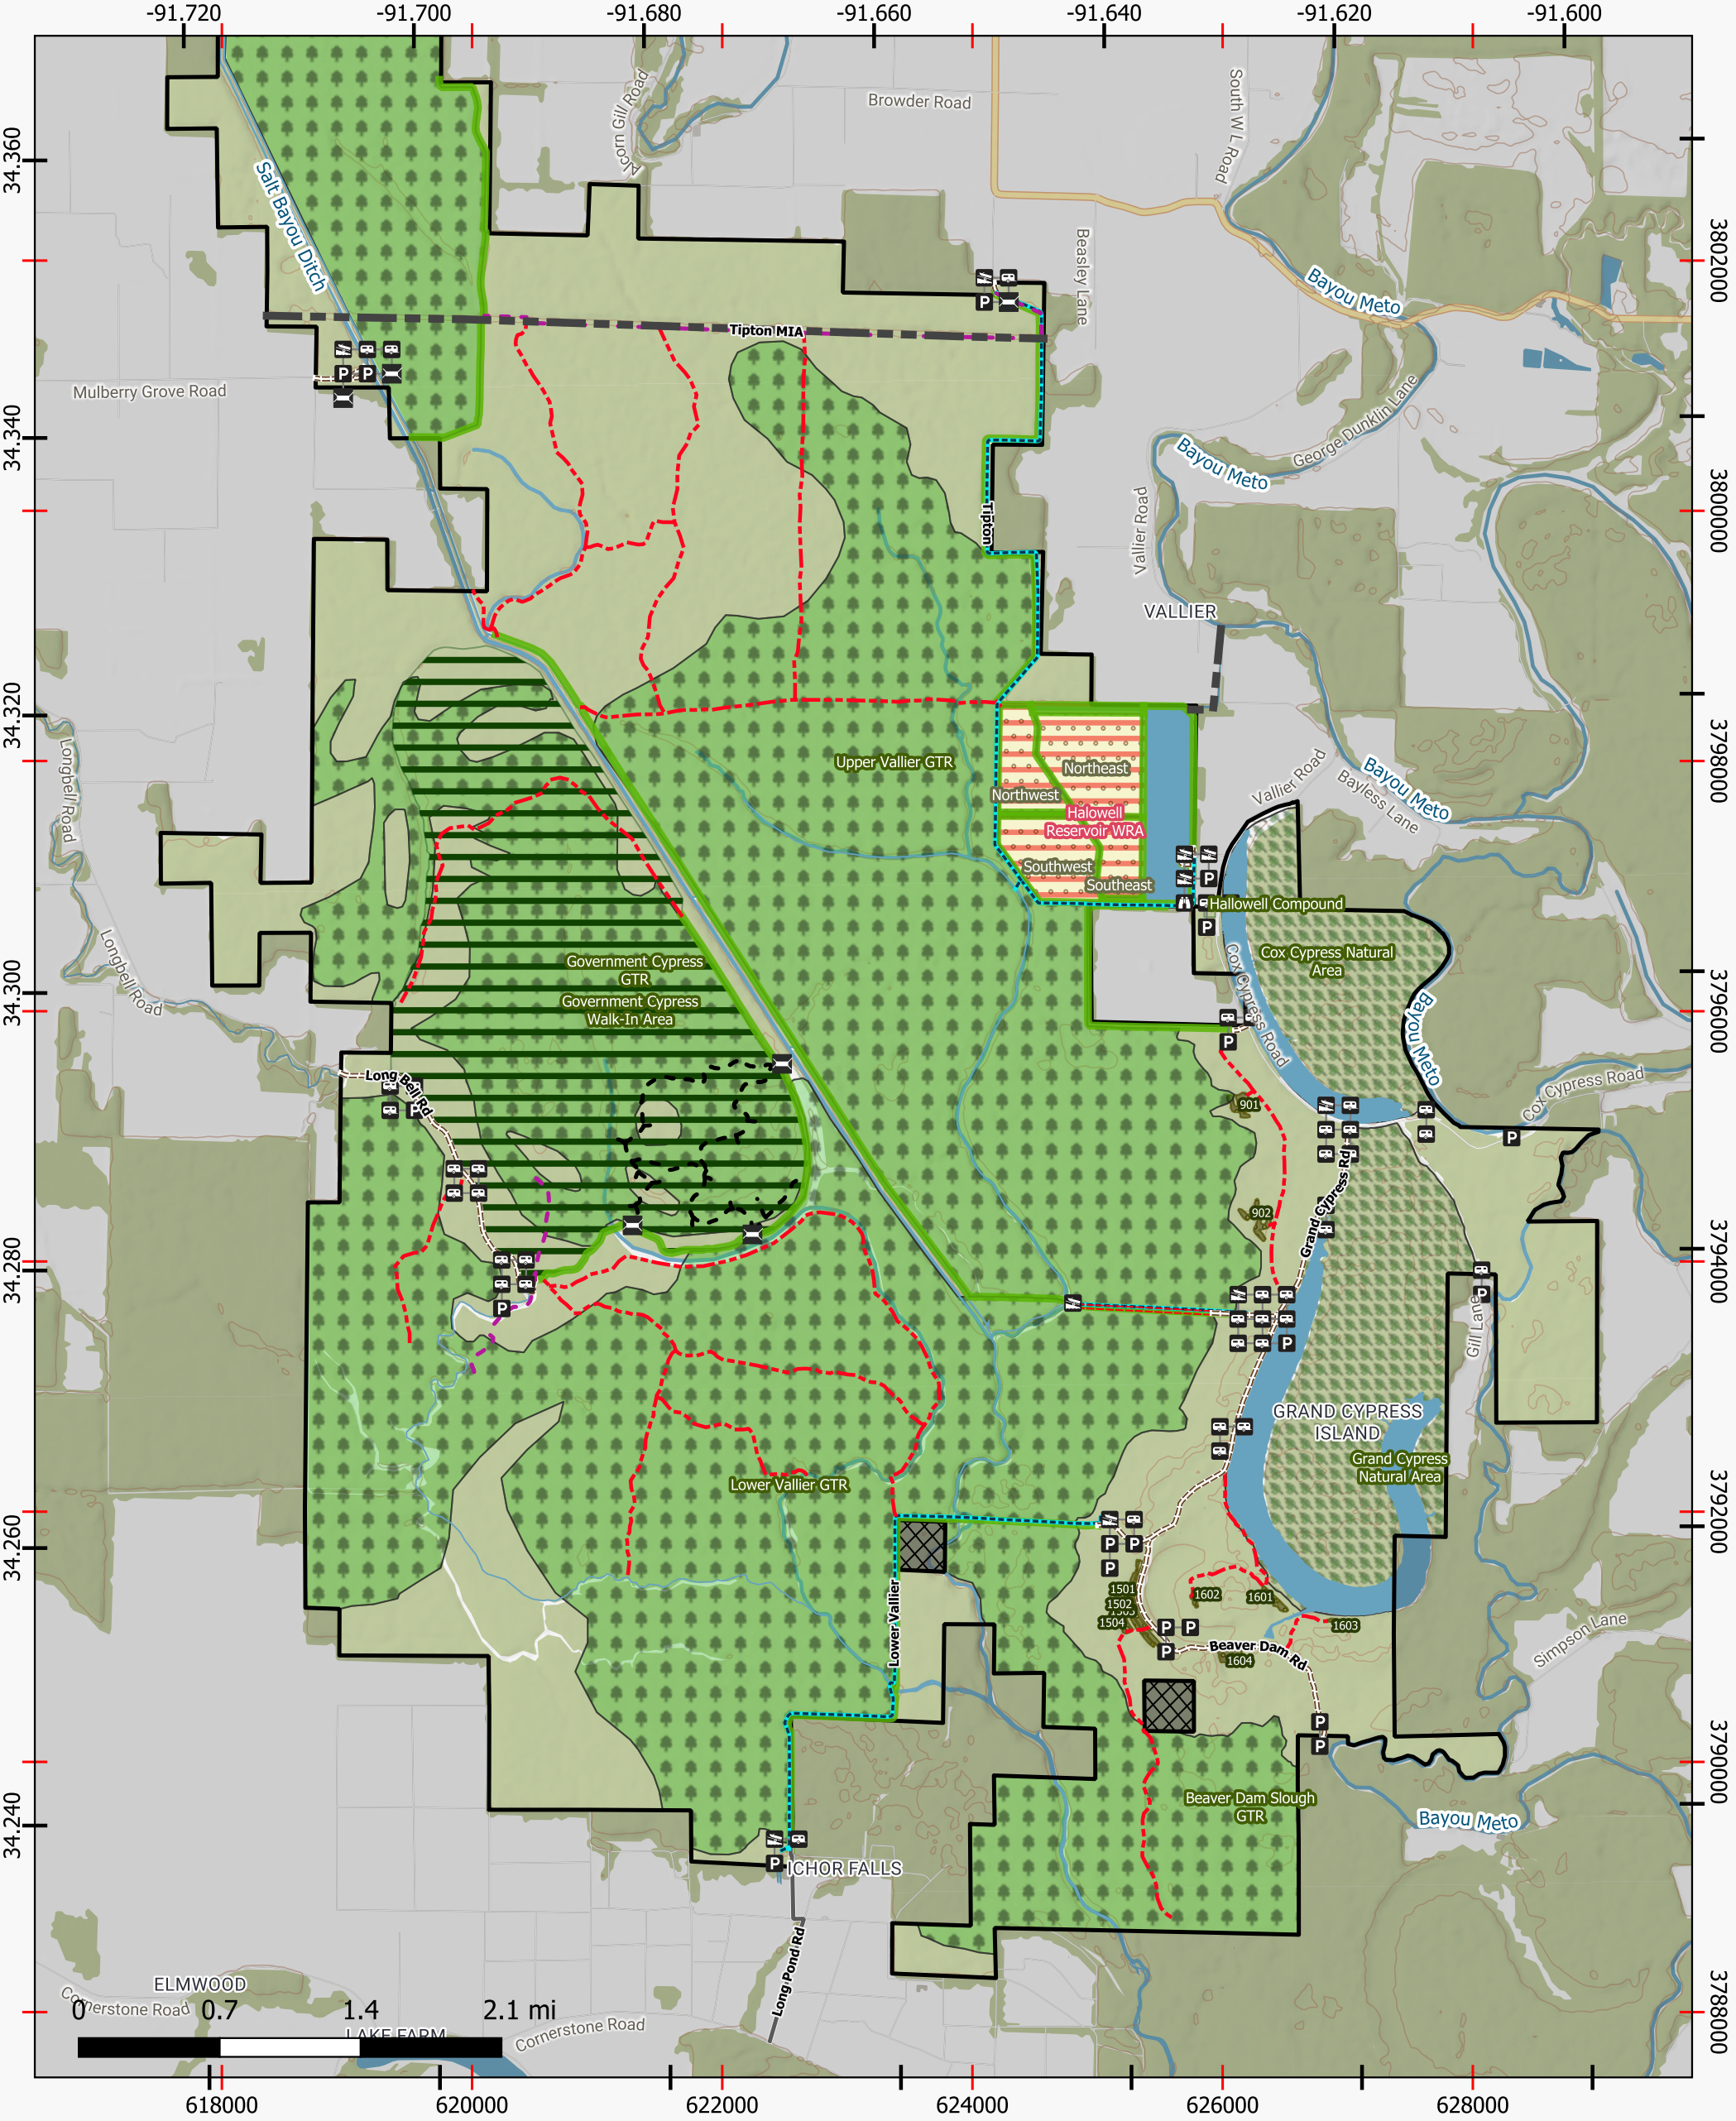 -91.720 -91.700 -91.680 -91.660 -91.640 -91.620 -91.600
34.360
34.340
34.320
34.300
34.280
34.260
34.240
3802000
3800000
3798000
3796000
3794000
3792000
3790000
3788000
Acorn Gill Road
Browder Road
South W L Road
Salt Bayou Ditch
Beasley Lane
Bayou Meto
Tipton MIA
Mulberry Grove Road
George Dunklin Lane
Bayou Meto
Tipton
Vallier Road
VALLIER
Longbell Road
Upper Vallier GTR
Northeast
Northwest
Halowell
Reservoir WRA
Southwest
Southeast
Vallier Road
Bayless Lane
Bayou Meto
Hallowell Compound
Cox Cypress Natural
Area
Cox Cypress Road
Bayou Meto
Longbell Road
Government Cypress
GTR
Government Cypress
Walk-In Area
Long Bell Rd
Cox Cypress Road
901
902
Grand Cypress Rd
Gill Lane
GRAND CYPRESS
ISLAND
Grand Cypress
Natural Area
Lower Vallier GTR
Lower Vallier
1501
1502
1503
1504
1602
1601
1603
1604
Beaver Dam Rd
Simpson Lane
Beaver Dam Slough
GTR
Bayou Meto
ICHOR FALLS
Long Pond Rd
ELMWOOD
Cornerstone Road
LAKE FARM
Cornerstone Road
0 0.7 1.4 2.1 mi
618000 620000 622000 624000 626000 628000